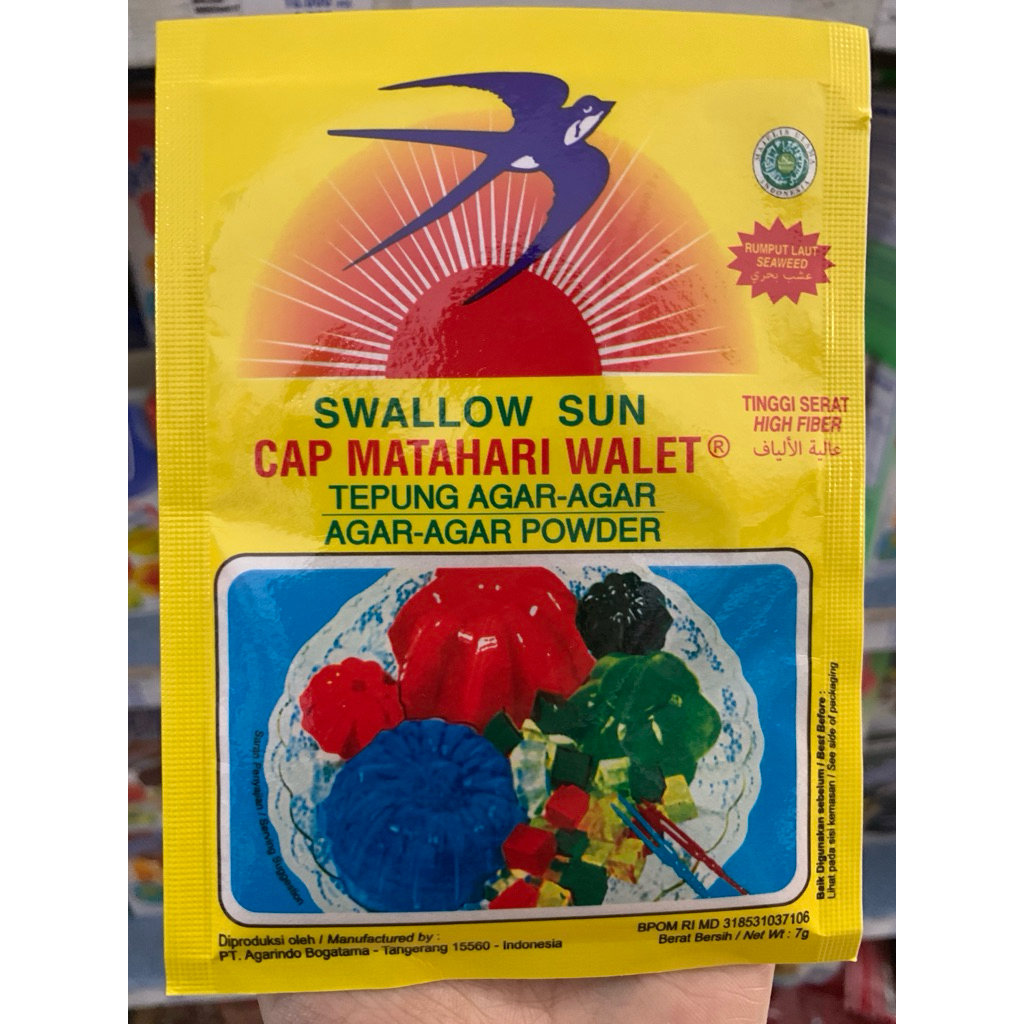 MAJELIS ULAMA
INDONESIA
RUMPUT LAUT
SEAWEED
عشب بحري
SWALLOW SUN
CAP MATAHARI WALET®
TEPUNG AGAR-AGAR
AGAR-AGAR POWDER
TINGGI SERAT
HIGH FIBER
عالية الألياف
Saran Penyajian / Serving Suggestion
Baik Digunakan sebelum / Best Before :
Lihat pada sisi kemasan / See side of packaging
Diproduksi oleh / Manufactured by :
PT. Agarindo Bogatama - Tangerang 15560 - Indonesia
BPOM RI MD 318531037106
Berat Bersih / Net Wt : 7g